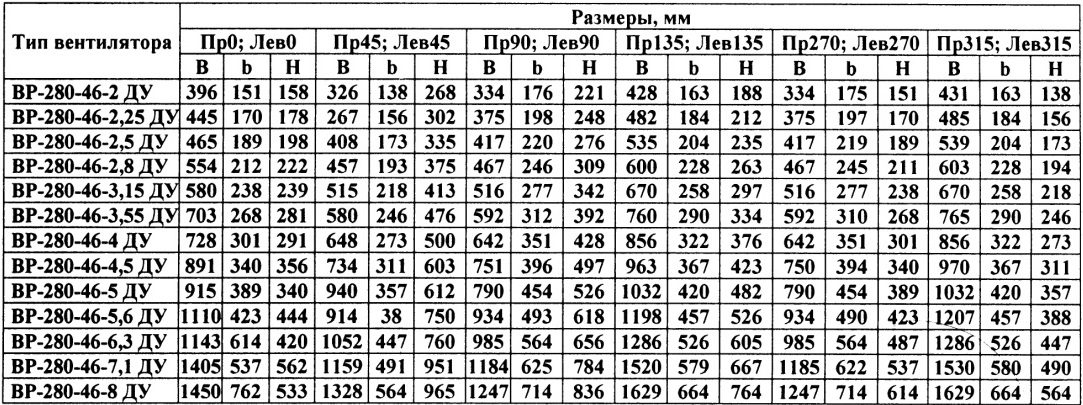 Тип вентилятора Размеры, мм
Пр0; Лев0 Пр45; Лев45 Пр90; Лев90 Пр135; Лев135 Пр270; Лев270 Пр315; Лев315
B b H B b H B b H B b H B b H B b H
ВР-280-46-2 ДУ 396 151 158 326 138 268 334 176 221 428 163 188 334 175 151 431 163 138
ВР-280-46-2,25 ДУ 445 170 178 267 156 302 375 198 248 482 184 212 375 197 170 485 184 156
ВР-280-46-2,5 ДУ 465 189 198 408 173 335 417 220 276 535 204 235 417 219 189 539 204 173
ВР-280-46-2,8 ДУ 554 212 222 457 193 375 467 246 309 600 228 263 467 245 211 603 228 194
ВР-280-46-3,15 ДУ 580 238 239 515 218 413 516 277 342 670 258 297 516 277 238 670 258 218
ВР-280-46-3,55 ДУ 703 268 281 580 246 476 592 312 392 760 290 334 592 310 268 765 290 246
ВР-280-46-4 ДУ 728 301 291 648 273 500 642 351 428 856 322 376 642 351 301 856 322 273
ВР-280-46-4,5 ДУ 891 340 356 734 311 603 751 396 497 963 367 423 750 394 340 970 367 311
ВР-280-46-5 ДУ 915 389 340 940 357 612 790 454 526 1032 420 482 790 454 389 1032 420 357
ВР-280-46-5,6 ДУ 1110 423 444 914 38 750 934 493 618 1198 457 526 934 490 423 1207 457 388
ВР-280-46-6,3 ДУ 1143 614 420 1052 447 760 985 564 656 1286 526 605 985 564 487 1286 526 447
ВР-280-46-7,1 ДУ 1405 537 562 1159 491 951 1184 625 784 1520 579 667 1185 622 537 1530 580 490
ВР-280-46-8 ДУ 1450 762 533 1328 564 965 1247 714 836 1629 664 764 1247 714 614 1629 664 564